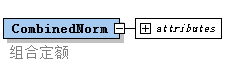 CombinedNorm
attributes
组合定额